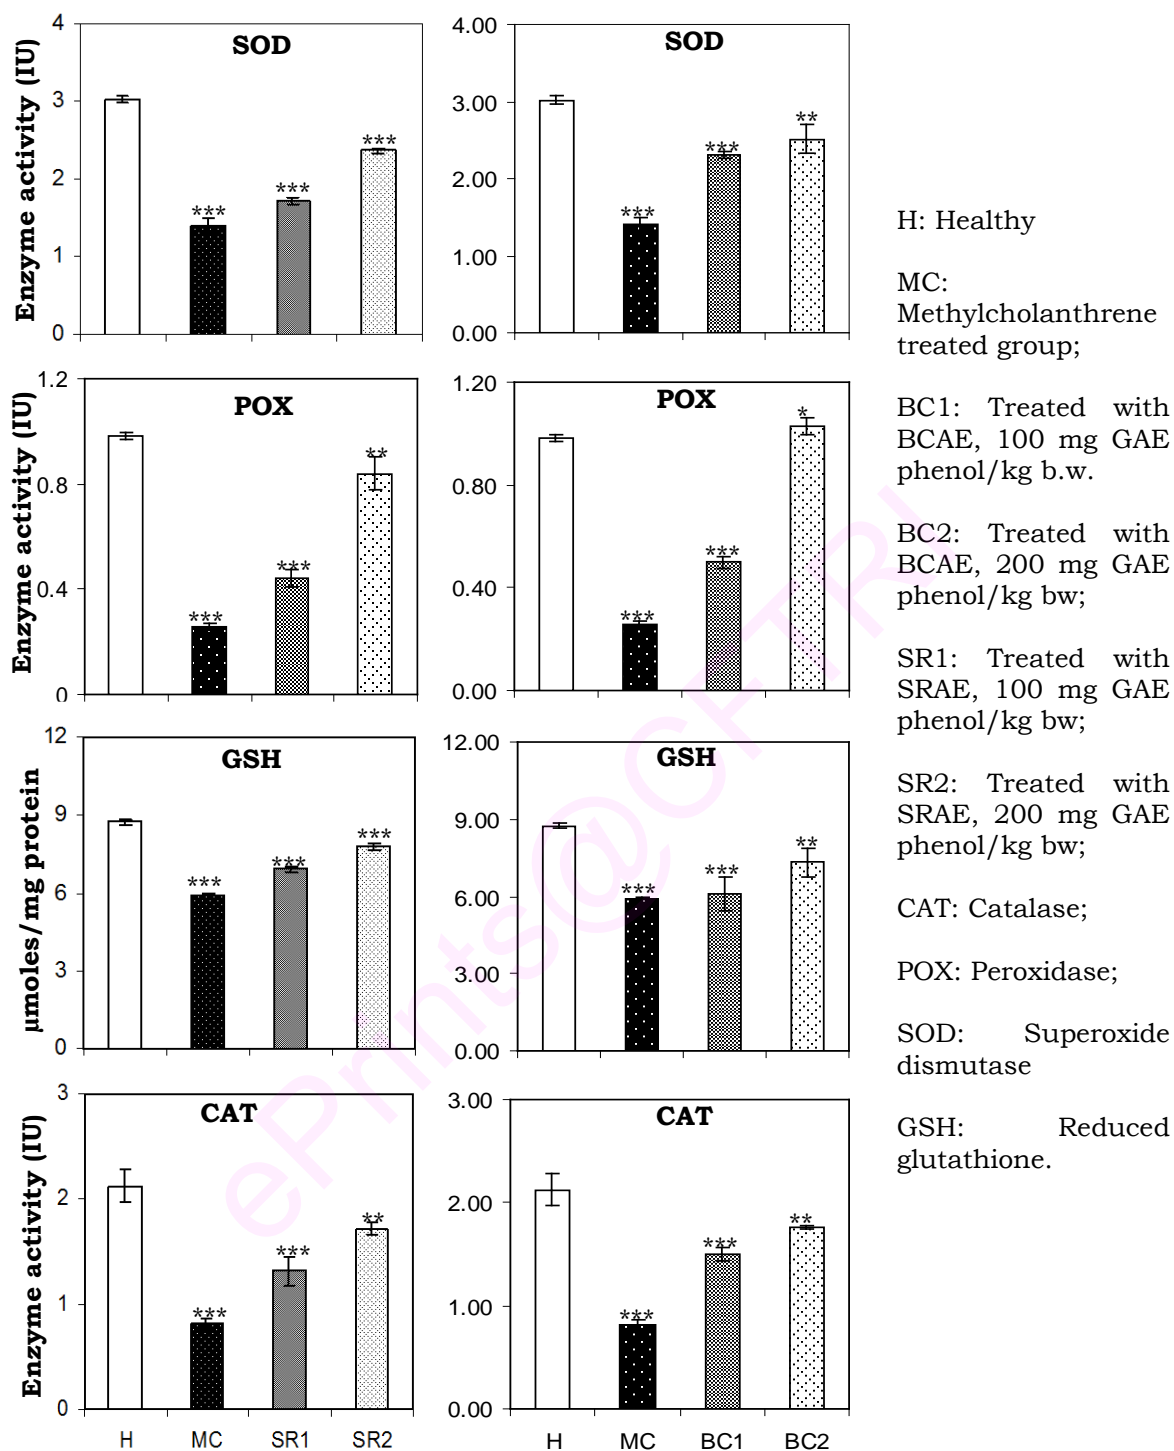 SOD
Enzyme activity (IU)
4
3
2
1
0
***
***
***
SOD
4.00
3.00
2.00
1.00
0.00
***
***
**
POX
Enzyme activity (IU)
1.2
0.8
0.4
0
***
***
**
POX
1.20
0.80
0.40
0.00
***
***
*
GSH
µmoles/mg protein
12
9
6
3
0
***
***
***
GSH
12.00
9.00
6.00
3.00
0.00
***
***
**
CAT
Enzyme activity (IU)
3
2
1
0
***
***
**
H MC SR1 SR2
CAT
3.00
2.00
1.00
0.00
***
***
**
H MC BC1 BC2
H: Healthy
MC:
Methylcholanthrene
treated group;
BC1: Treated with
BCAE, 100 mg GAE
phenol/kg b.w.
BC2: Treated with
BCAE, 200 mg GAE
phenol/kg bw;
SR1: Treated with
SRAE, 100 mg GAE
phenol/kg bw;
SR2: Treated with
SRAE, 200 mg GAE
phenol/kg bw;
CAT: Catalase;
POX: Peroxidase;
SOD: Superoxide
dismutase
GSH: Reduced
glutathione.
ePrints@CFTRI